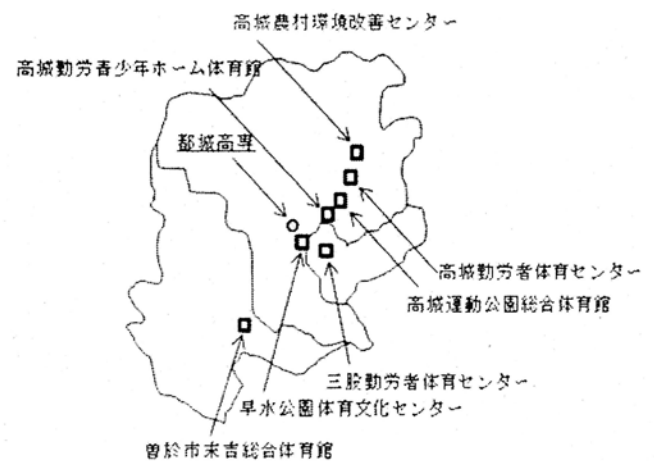 高城農村環境改善センター
高城勤労青少年ホーム体育館
都城高専
高城勤労者体育センター
高城運動公園総合体育館
三股勤労者体育センター
早水公園体育文化センター
曽於市末吉総合体育館